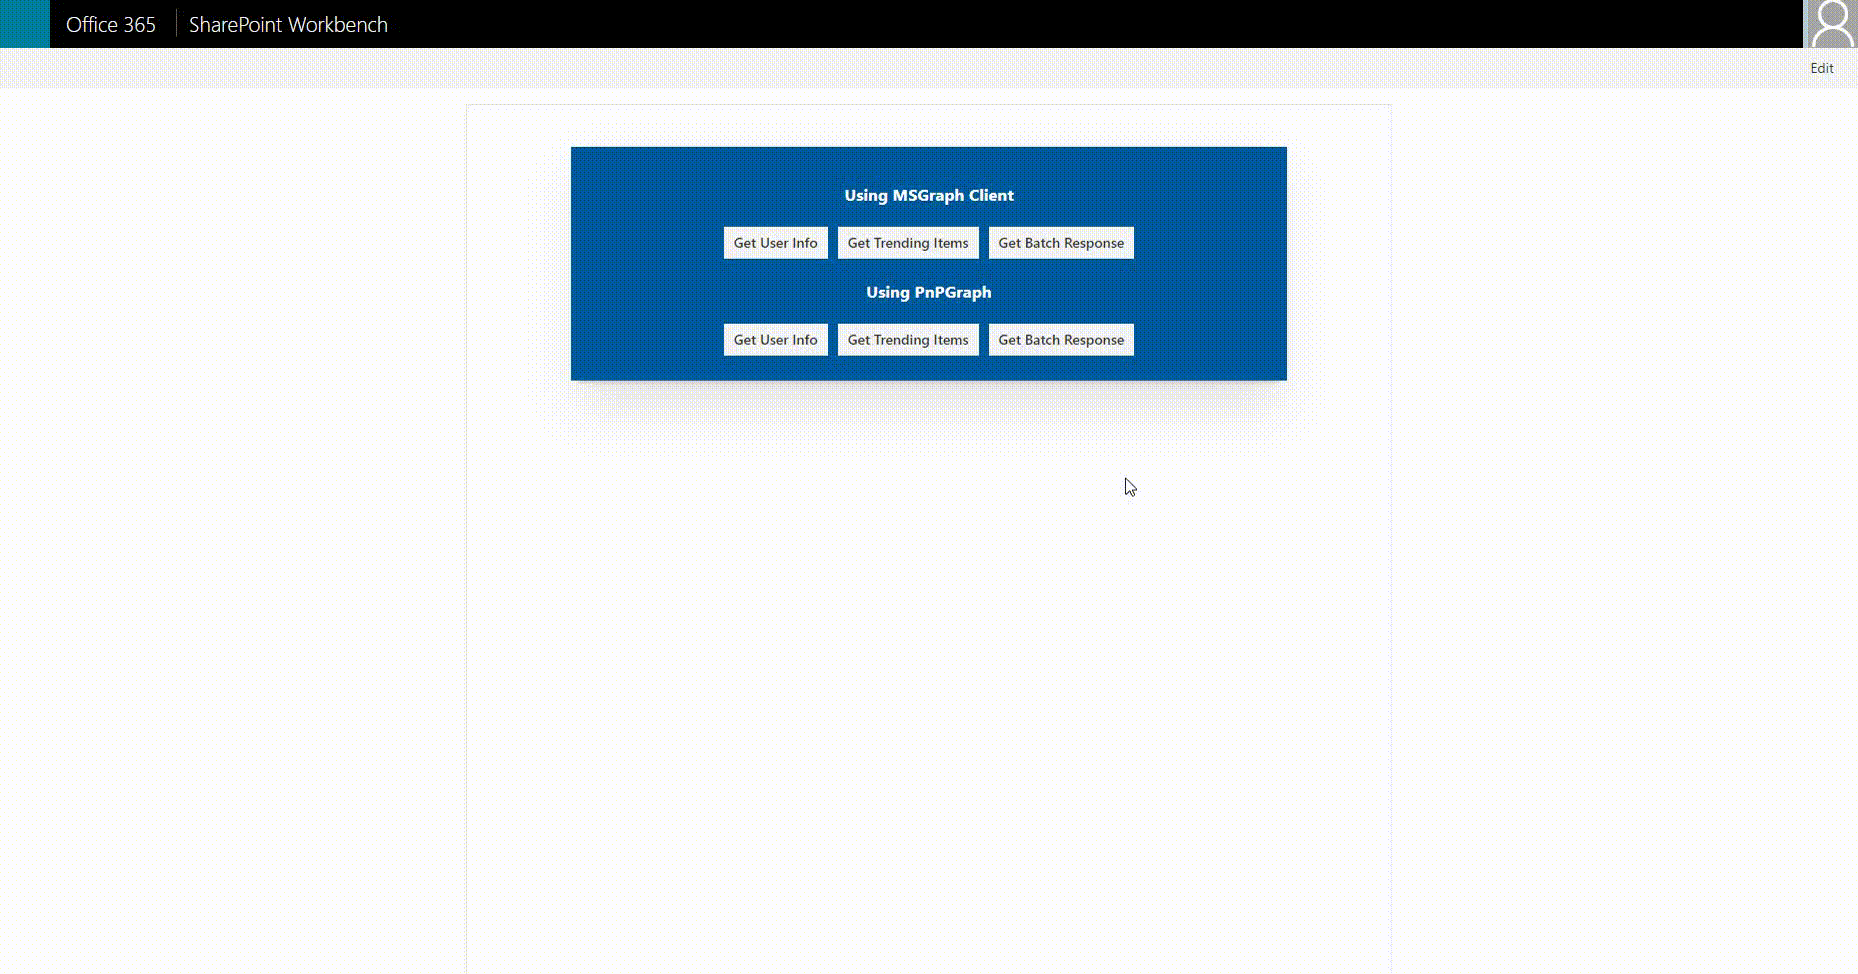 Office 365 SharePoint Workbench
Edit
Using MSGraph Client
Get User Info Get Trending Items Get Batch Response
Using PnPGraph
Get User Info Get Trending Items Get Batch Response